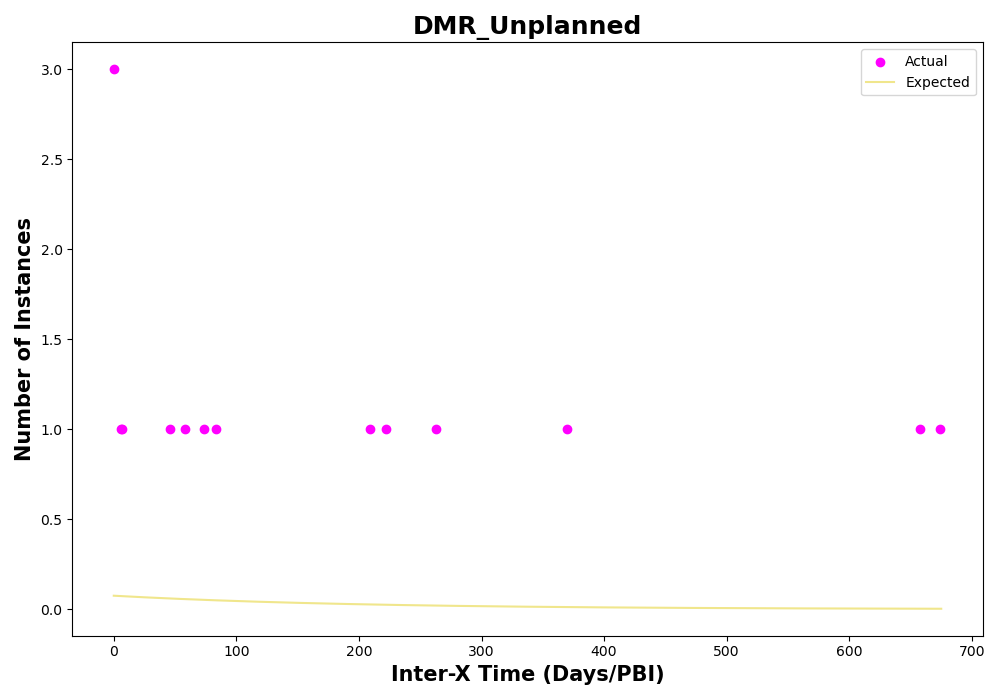 DMR_Unplanned
Actual
Expected
3.0
2.5
2.0
1.5
1.0
0.5
0.0
Number of Instances
0 100 200 300 400 500 600 700
Inter-X Time (Days/PBI)